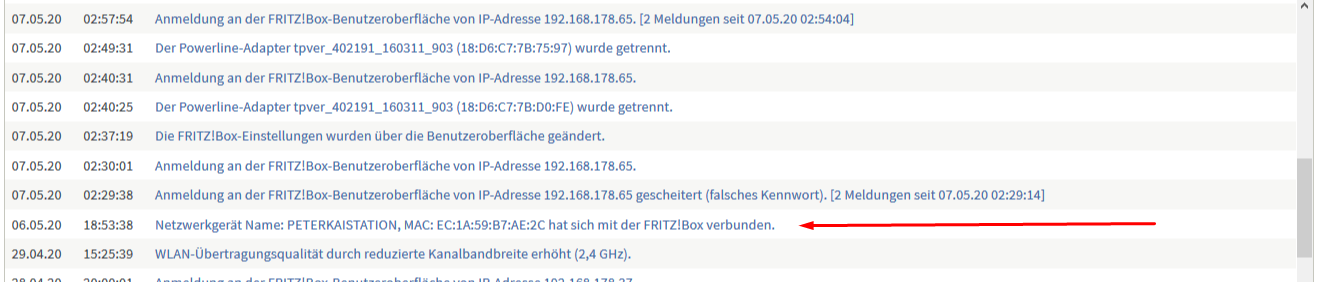 07.05.20 02:57:54 Anmeldung an der FRITZ!Box-Benutzeroberfläche von IP-Adresse 192.168.178.65. [2 Meldungen seit 07.05.20 02:54:04]
07.05.20 02:49:31 Der Powerline-Adapter tpver_402191_160311_903 (18:D6:C7:7B:75:97) wurde getrennt.
07.05.20 02:40:31 Anmeldung an der FRITZ!Box-Benutzeroberfläche von IP-Adresse 192.168.178.65.
07.05.20 02:40:25 Der Powerline-Adapter tpver_402191_160311_903 (18:D6:C7:7B:D0:FE) wurde getrennt.
07.05.20 02:37:19 Die FRITZ!Box-Einstellungen wurden über die Benutzeroberfläche geändert.
07.05.20 02:30:01 Anmeldung an der FRITZ!Box-Benutzeroberfläche von IP-Adresse 192.168.178.65.
07.05.20 02:29:38 Anmeldung an der FRITZ!Box-Benutzeroberfläche von IP-Adresse 192.168.178.65 gescheitert (falsches Kennwort). [2 Meldungen seit 07.05.20 02:29:14]
06.05.20 18:53:38 Netzwerkgerät Name: PETERKAISTATION, MAC: EC:1A:59:B7:AE:2C hat sich mit der FRITZ!Box verbunden.
29.04.20 15:25:39 WLAN-Übertragungsqualität durch reduzierte Kanalbandbreite erhöht (2,4 GHz).
Anmeldung an der FRITZ!Box-Benutzeroberfläche von IP-Adresse